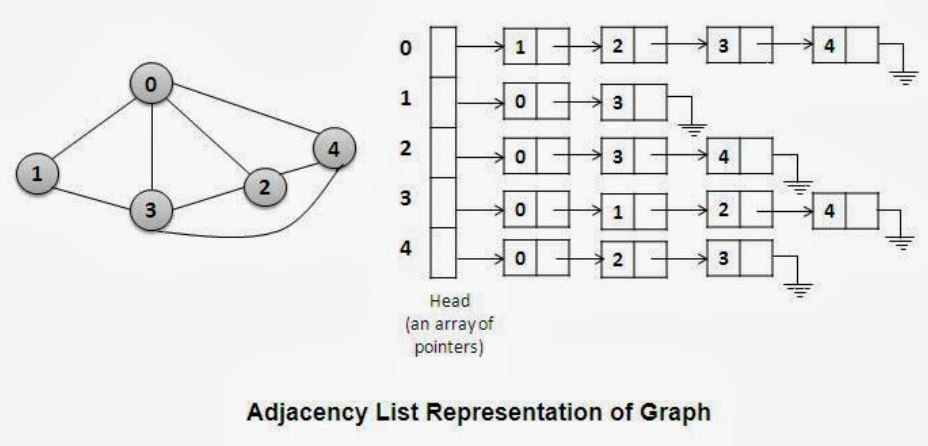 0
1
2
3
4
0 1 2 3 4
1 0 3
2 0 3 4
3 0 1 2 4
4 0 2 3
Head
(an array of
pointers)
Adjacency List Representation of Graph